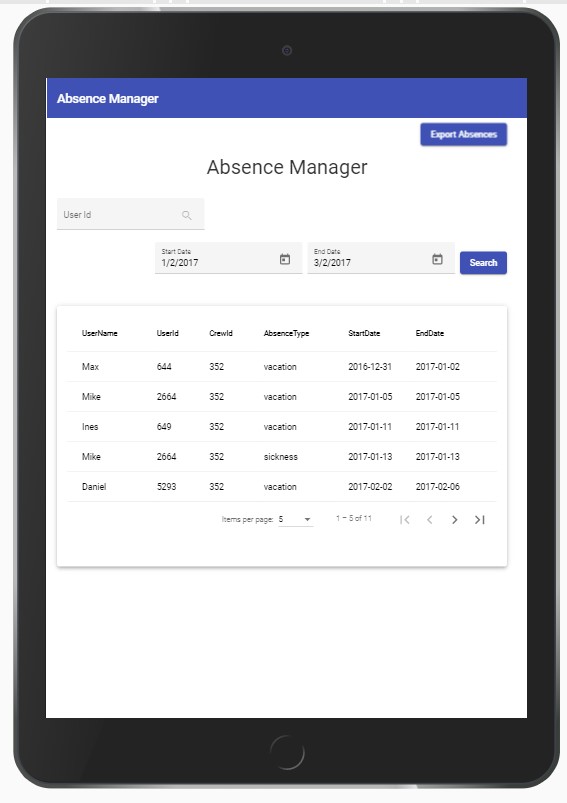 Absence Manager
Export Absences
Absence Manager
User Id
Start Date End Date
1/2/2017 3/2/2017 Search
UserName UserId CrewId AbsenceType StartDate EndDate
Max 644 352 vacation 2016-12-31 2017-01-02
Mike 2664 352 vacation 2017-01-05 2017-01-05
Ines 649 352 vacation 2017-01-11 2017-01-11
Mike 2664 352 sickness 2017-01-13 2017-01-13
Daniel 5293 352 vacation 2017-02-02 2017-02-06
Items per page: 5 1 – 5 of 11